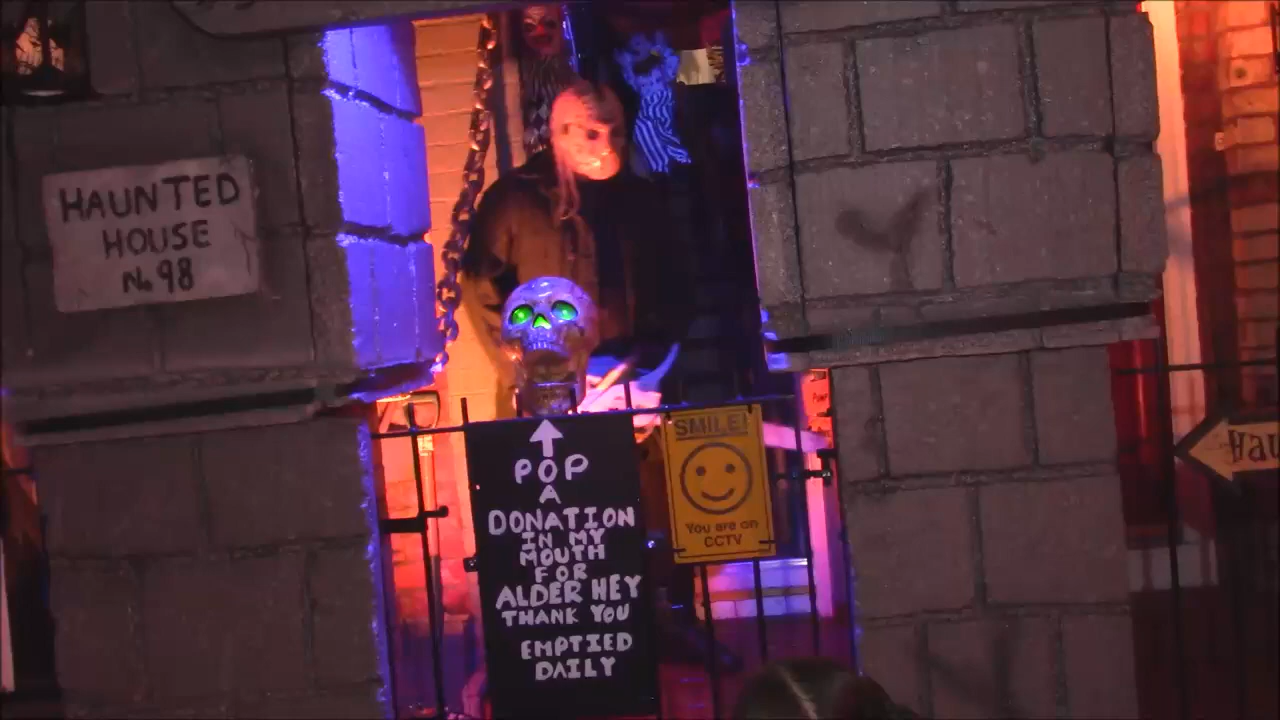 HAUNTED
HOUSE
No 98
POP
A
DONATION
IN MY
MOUTH
FOR
ALDER HEY
THANK YOU
EMPTIED
DAILY
SMILE!
You are on
CCTV
Hau